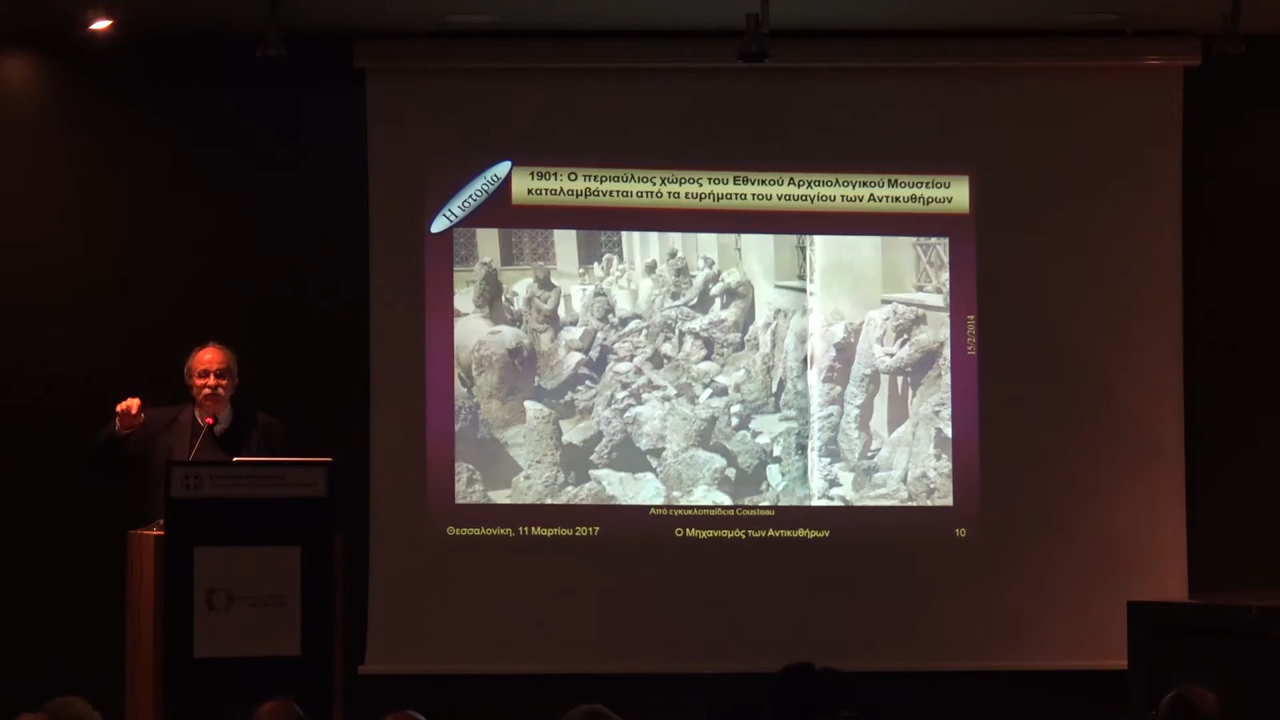 Η ιστορία
1901: Ο περιαύλιος χώρος του Εθνικού Αρχαιολογικού Μουσείου
καταλαμβάνεται από τα ευρήματα του ναυαγίου των Αντικυθήρων
15/2/2014
Από εγκυκλοπαίδεια Cousteau
Θεσσαλονίκη, 11 Μαρτίου 2017
Ο Μηχανισμός των Αντικυθήρων
10